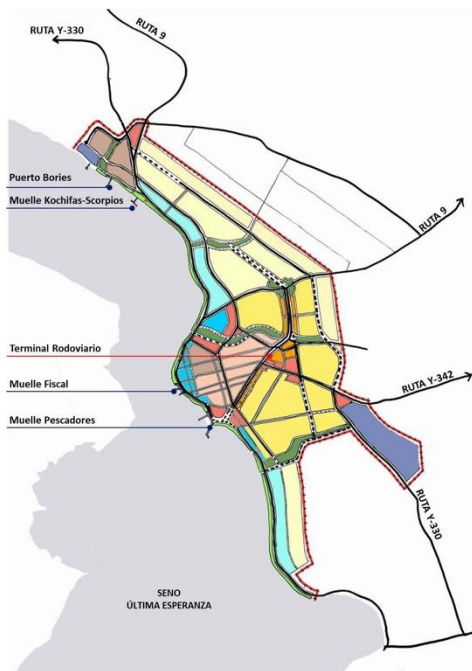 RUTA 9
RUTA Y-330
Puerto Bories
Muelle Kochifas-Scorpios
RUTA 9
Terminal Rodoviario
RUTA Y-342
Muelle Fiscal
Muelle Pescadores
RUTA Y-330
SENO
ÚLTIMA ESPERANZA